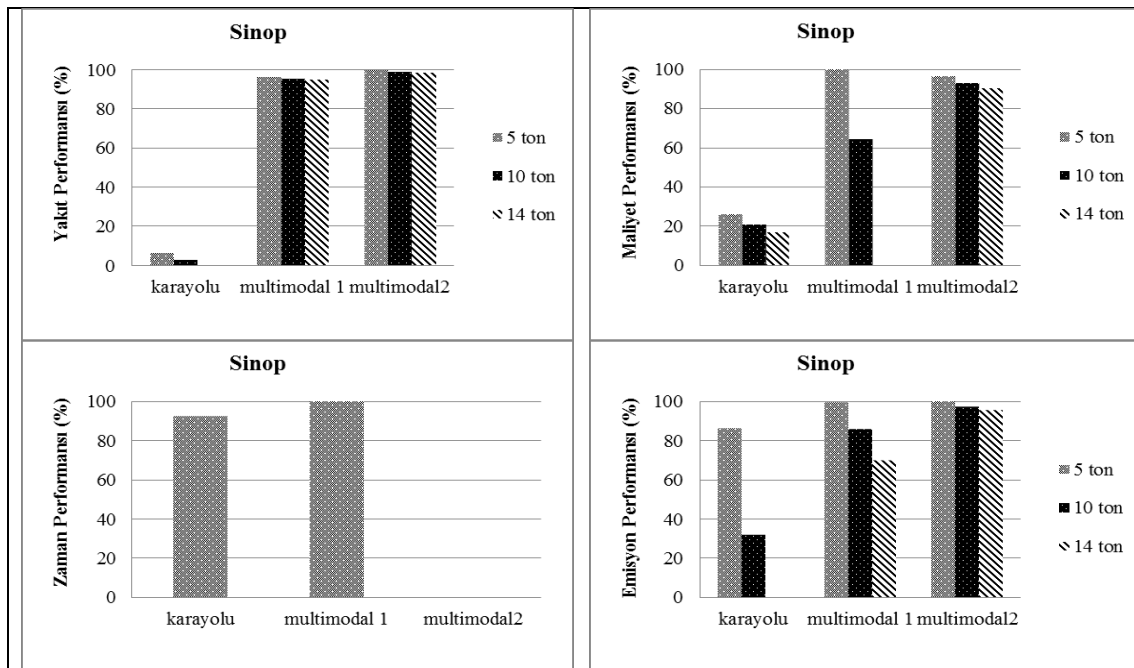 Sinop
Yakıt Performansı (%)
100
80
60
40
20
0
karayolu multimodal 1 multimodal2
5 ton
10 ton
14 ton
Sinop
Maliyet Performansı (%)
100
80
60
40
20
0
karayolu multimodal 1 multimodal2
5 ton
10 ton
14 ton
Sinop
Zaman Performansı (%)
100
80
60
40
20
0
karayolu multimodal 1 multimodal2
Sinop
Emisyon Performansı (%)
100
80
60
40
20
0
karayolu multimodal 1 multimodal2
5 ton
10 ton
14 ton